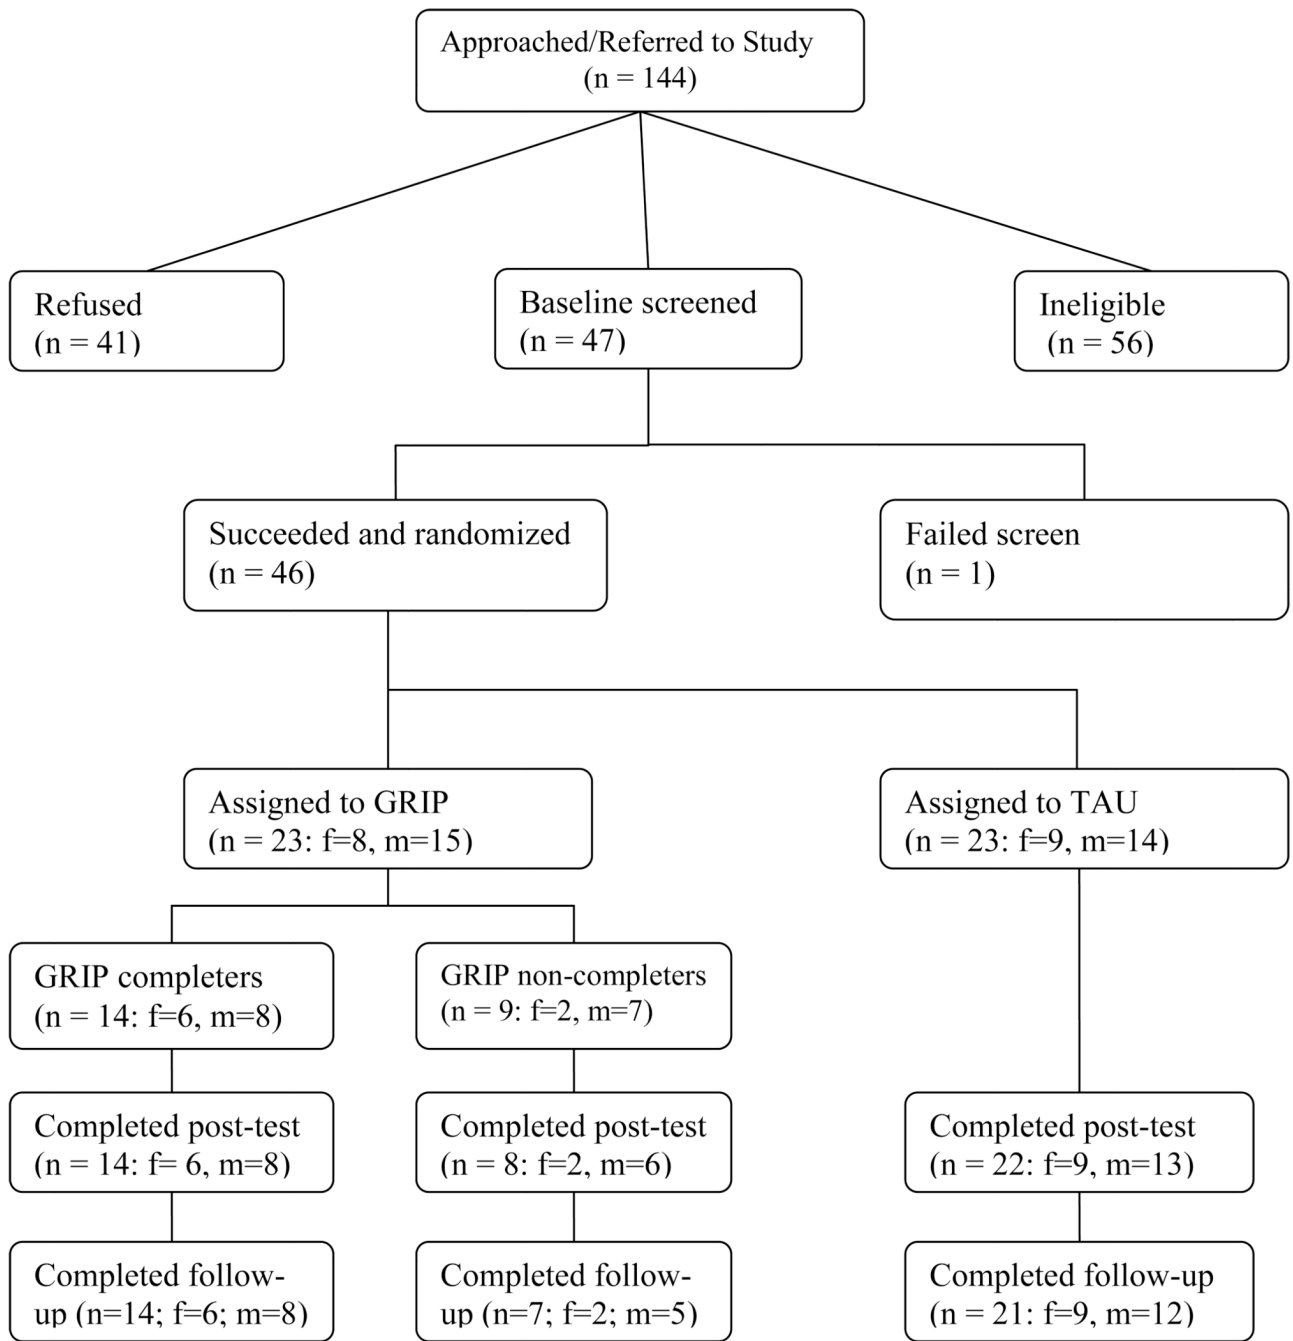 Approached/Referred to Study
(n = 144)
Refused
(n = 41)
Baseline screened
(n = 47)
Ineligible
(n = 56)
Succeeded and randomized
(n = 46)
Failed screen
(n = 1)
Assigned to GRIP
(n = 23: f=8, m=15)
Assigned to TAU
(n = 23: f=9, m=14)
GRIP completers
(n = 14: f=6, m=8)
GRIP non-completers
(n = 9: f=2, m=7)
Completed post-test
(n = 14: f= 6, m=8)
Completed post-test
(n = 8: f=2, m=6)
Completed post-test
(n = 22: f=9, m=13)
Completed follow-
up (n=14; f=6; m=8)
Completed follow-
up (n=7; f=2; m=5)
Completed follow-up
(n = 21: f=9, m=12)